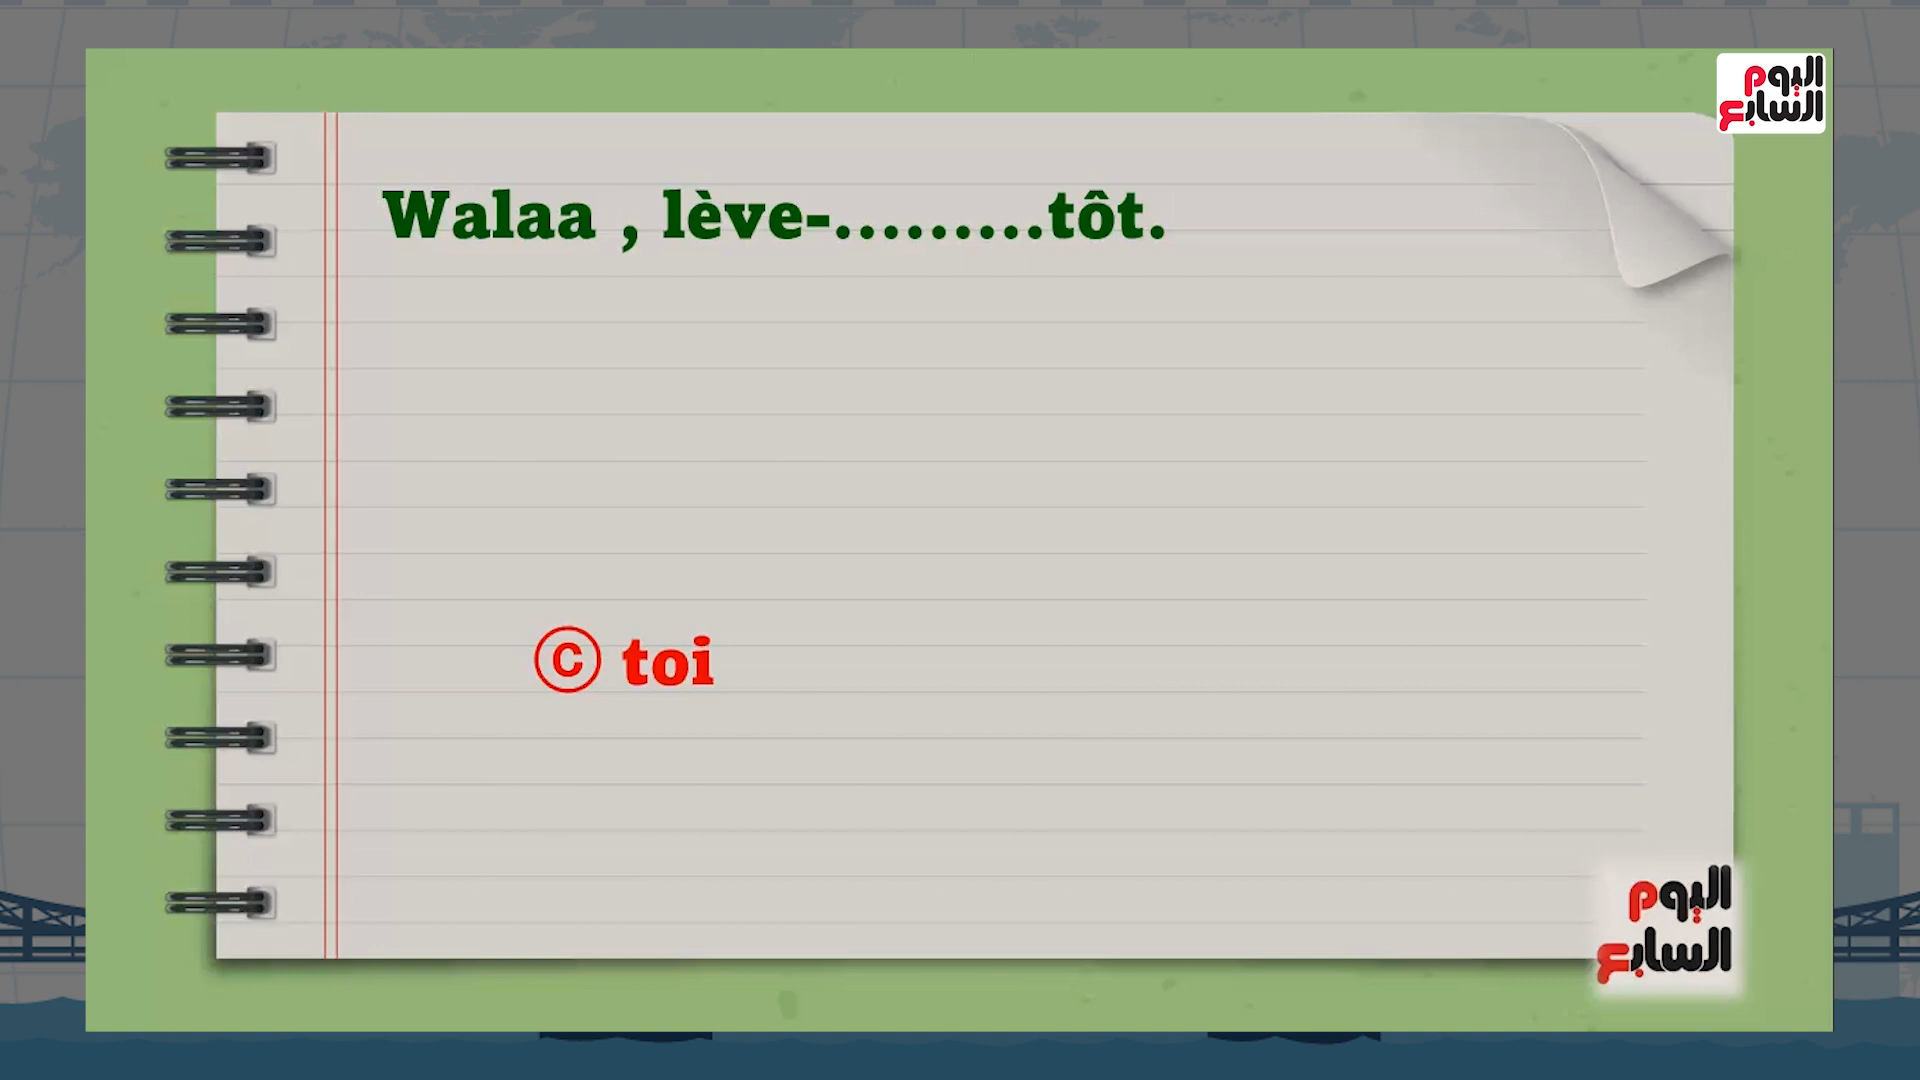 اليوم
السابع
Walaa , lève-.........tôt.
ⓒ toi
اليوم
السابع